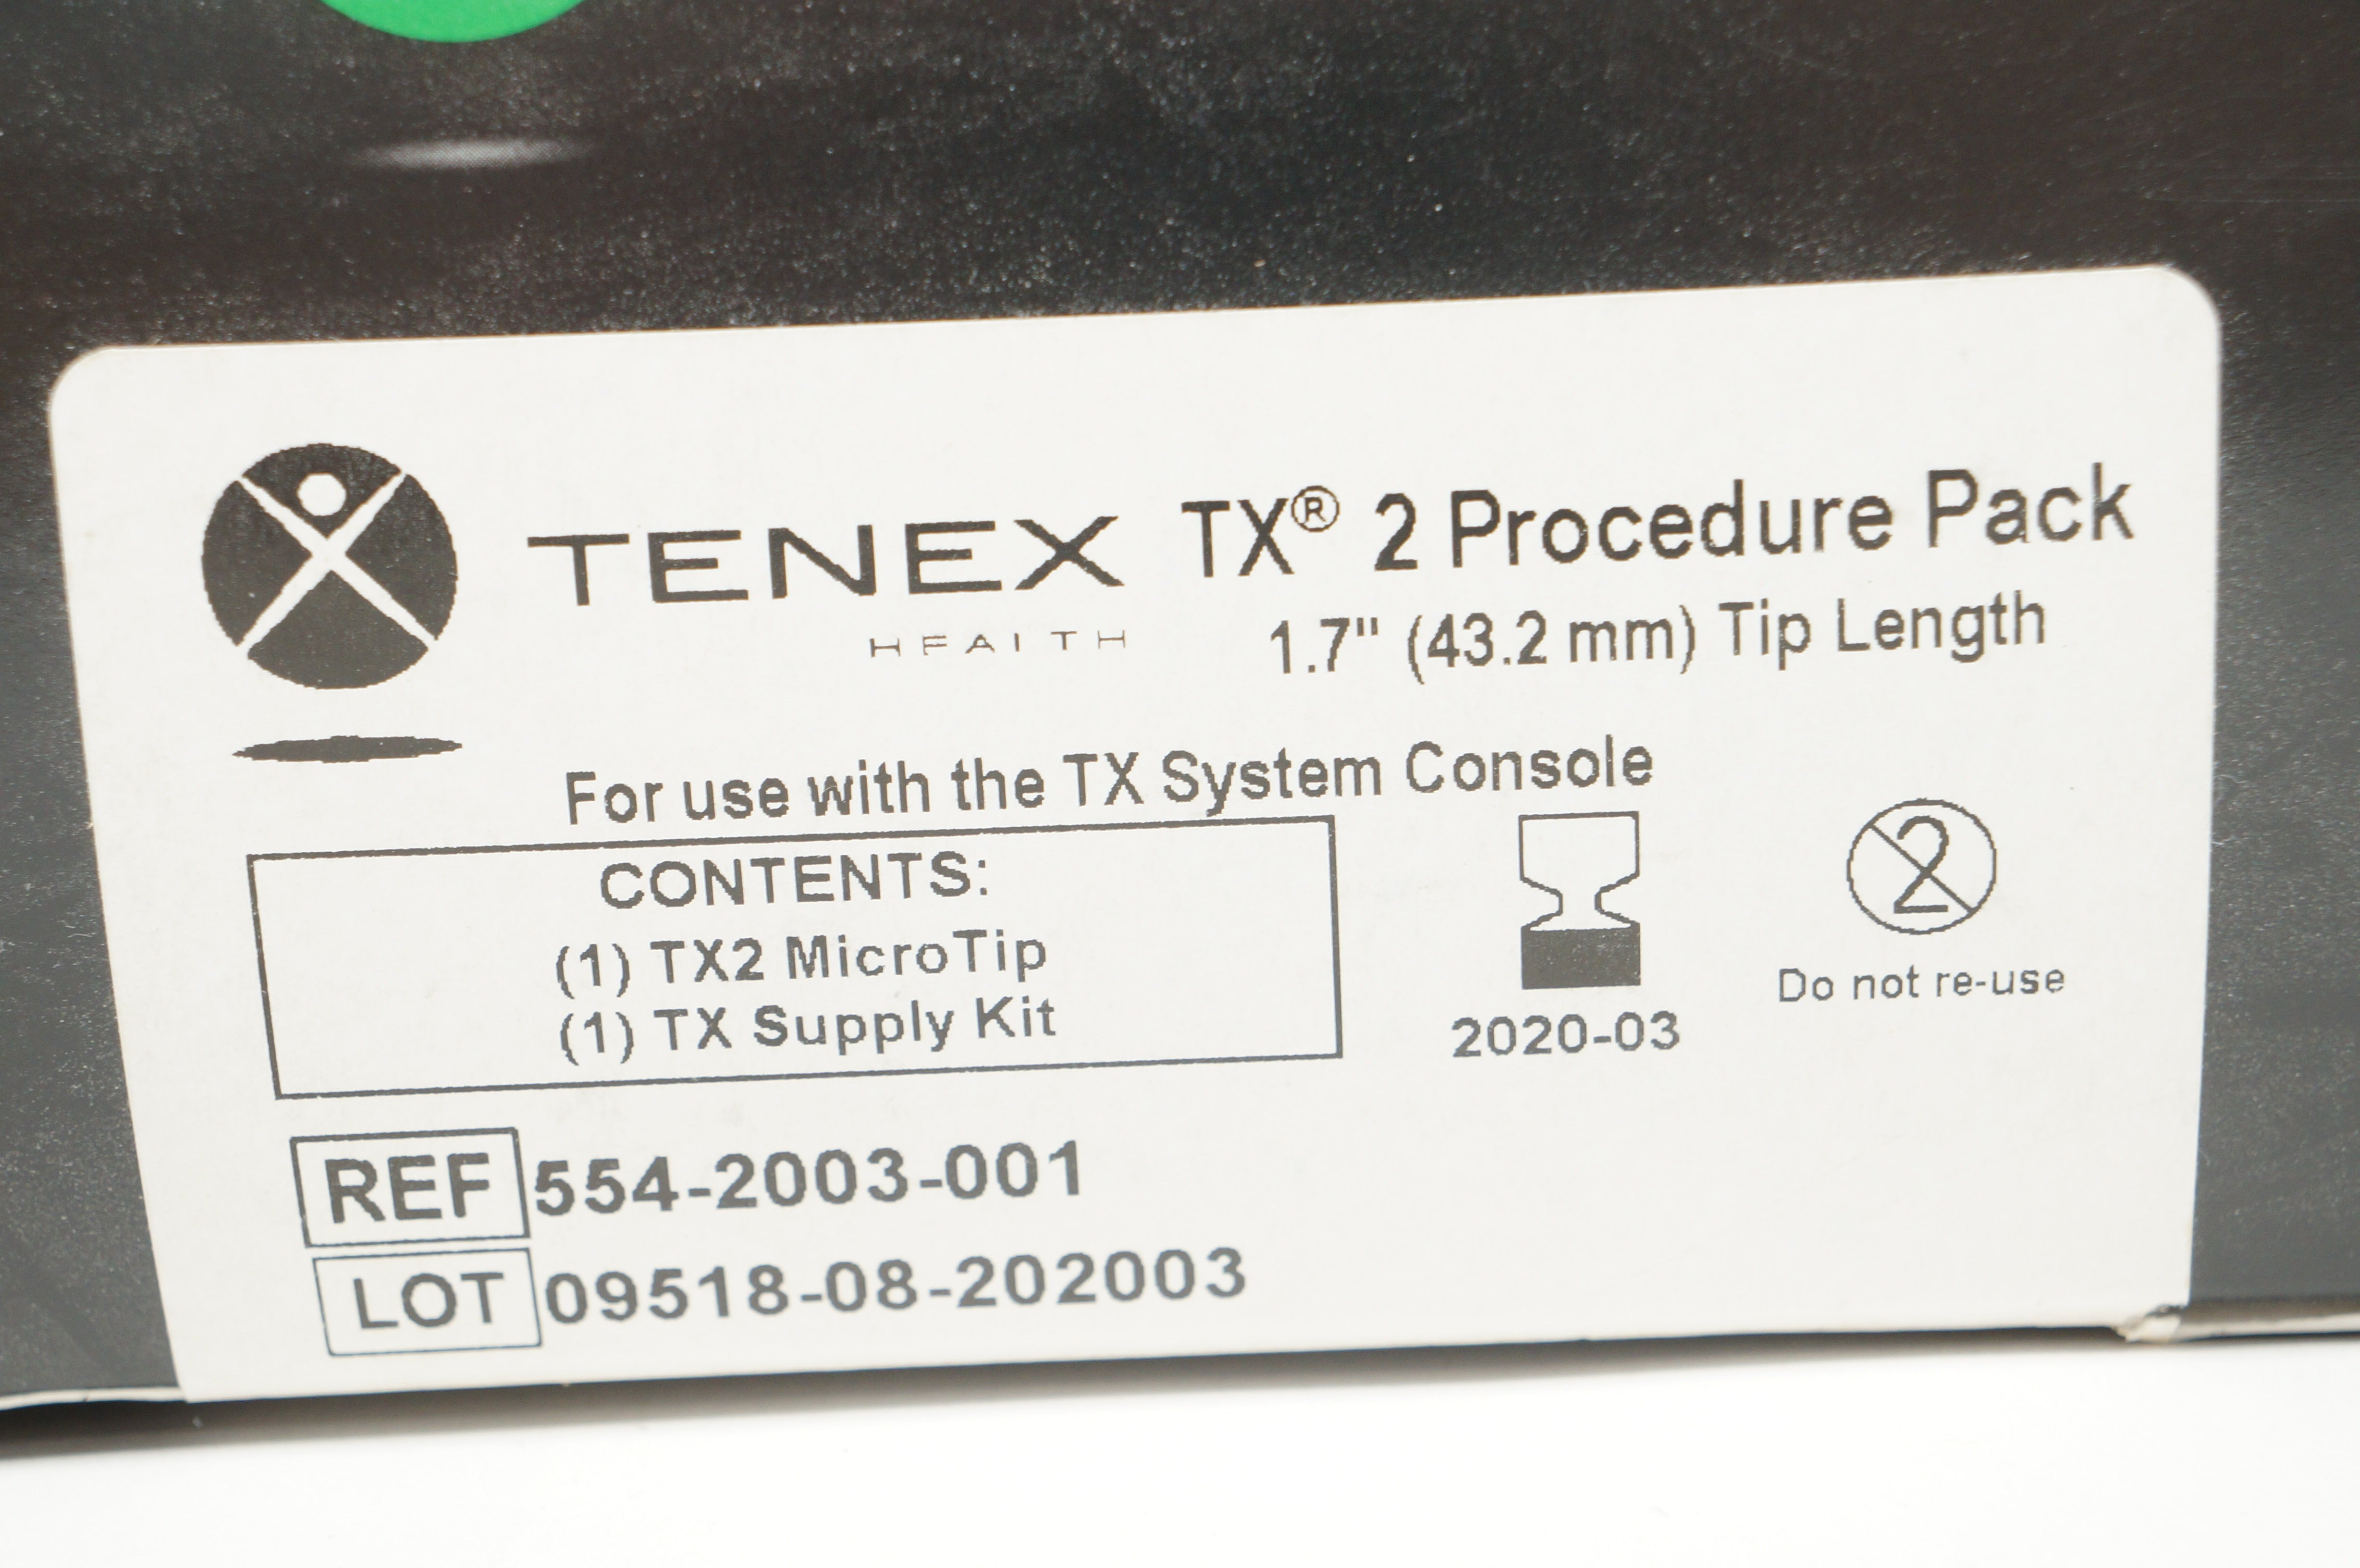 TENEX
HEALTH
TX® 2 Procedure Pack
1.7" (43.2 mm) Tip Length
For use with the TX System Console
CONTENTS:
(1) TX2 MicroTip
(1) TX Supply Kit
2020-03
2
Do not re-use
REF 554-2003-001
LOT 09518-08-202003